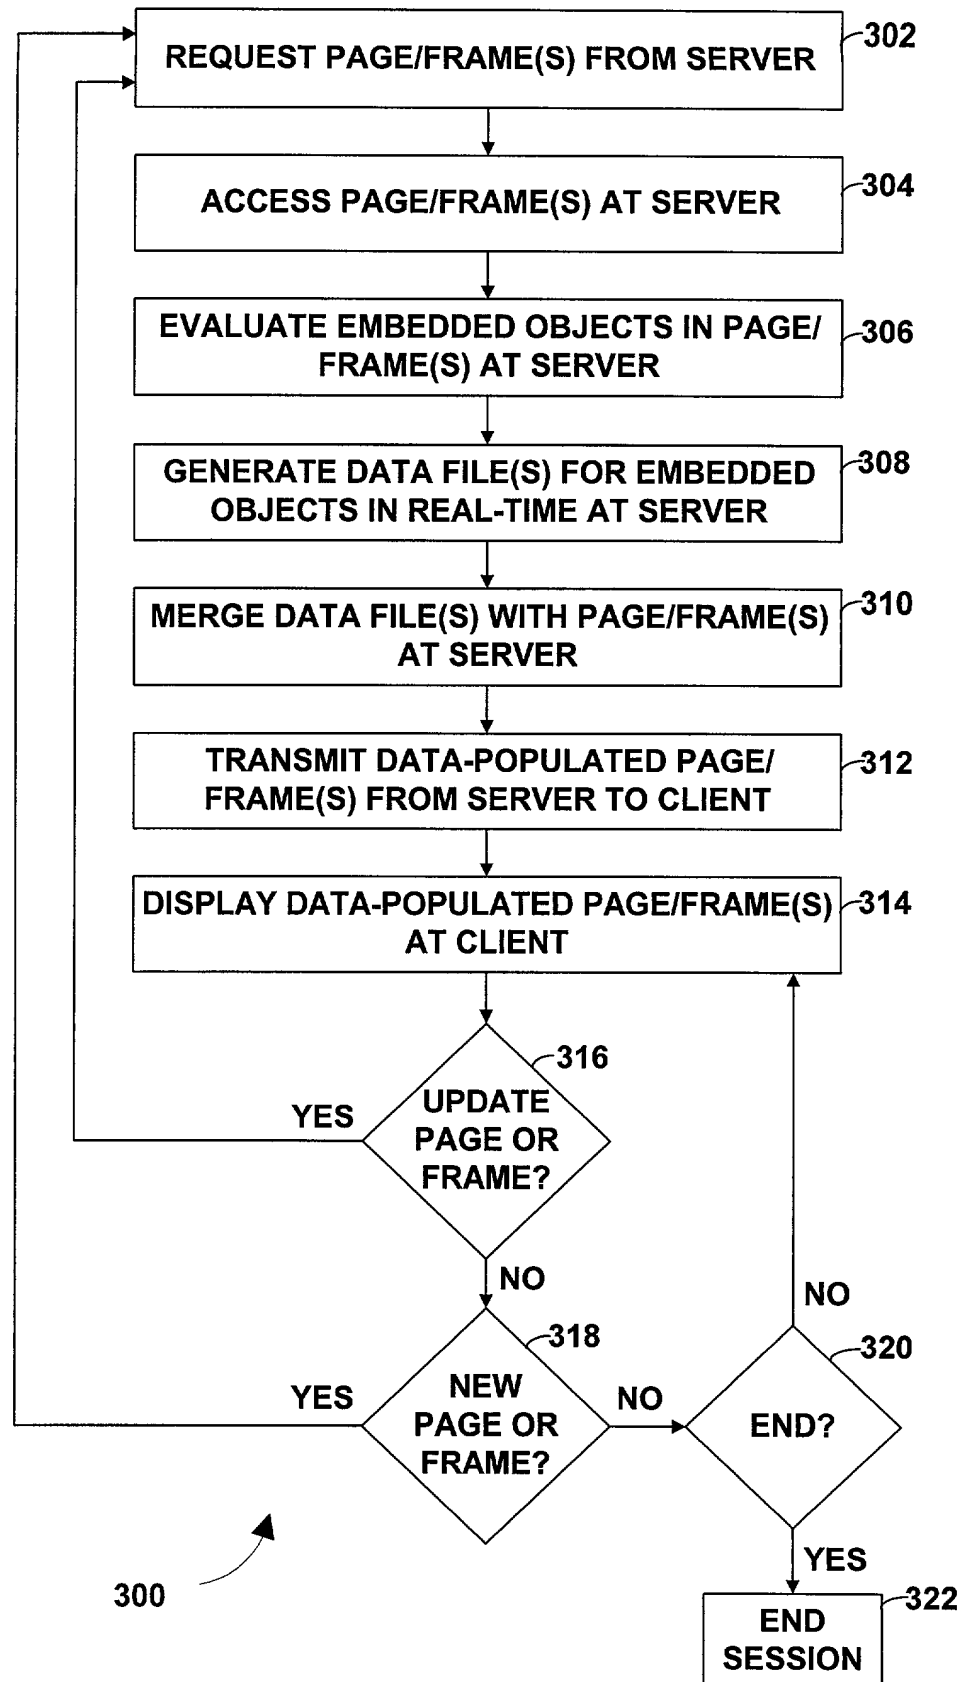 REQUEST PAGE/FRAME(S) FROM SERVER
302
ACCESS PAGE/FRAME(S) AT SERVER
304
EVALUATE EMBEDDED OBJECTS IN PAGE/
FRAME(S) AT SERVER
306
GENERATE DATA FILE(S) FOR EMBEDDED
OBJECTS IN REAL-TIME AT SERVER
308
MERGE DATA FILE(S) WITH PAGE/FRAME(S)
AT SERVER
310
TRANSMIT DATA-POPULATED PAGE/
FRAME(S) FROM SERVER TO CLIENT
312
DISPLAY DATA-POPULATED PAGE/FRAME(S)
AT CLIENT
314
316
YES
UPDATE
PAGE OR
FRAME?
NO
318
YES
NEW
PAGE OR
FRAME?
NO
NO
320
END?
YES
300
322
END
SESSION